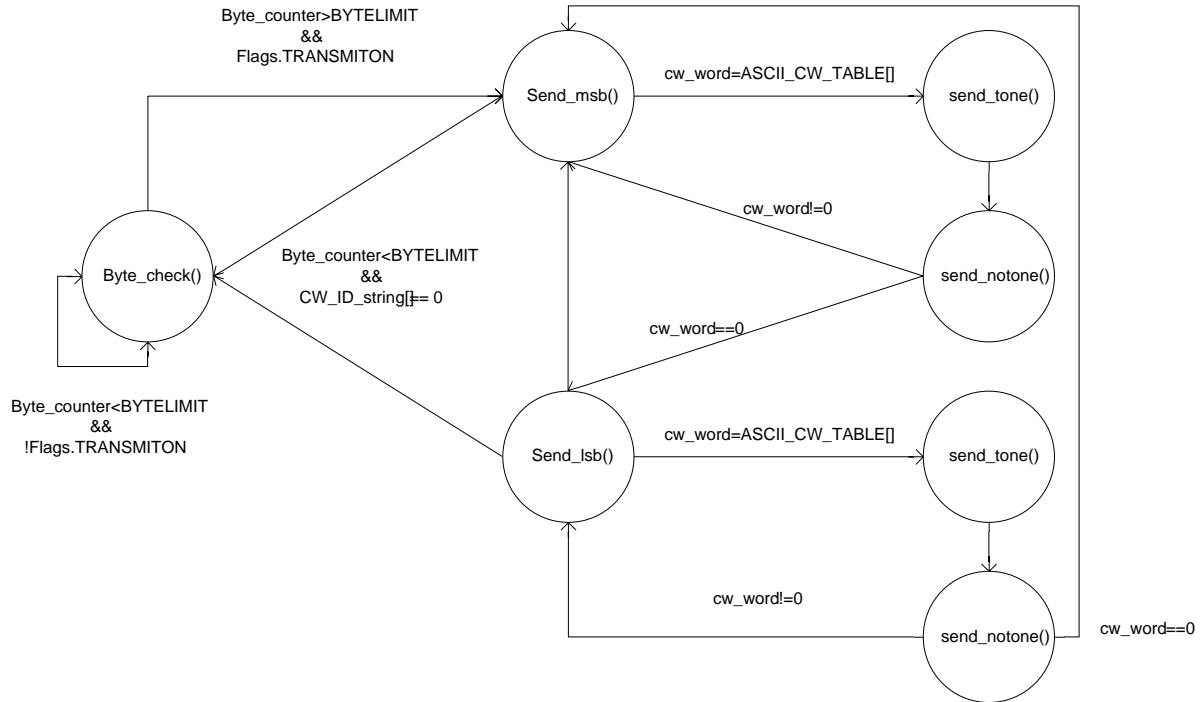 Byte_counter>BYTELIMIT
&&
Flags.TRANSMITON
Send_msb()
cw_word=ASCII_CW_TABLE[]
send_tone()
cw_word!=0
Byte_check()
Byte_counter<BYTELIMIT
&&
CW_ID_string[]== 0
send_notone()
cw_word==0
Byte_counter<BYTELIMIT
&&
!Flags.TRANSMITON
Send_lsb()
cw_word=ASCII_CW_TABLE[]
send_tone()
cw_word!=0
send_notone()
cw_word==0